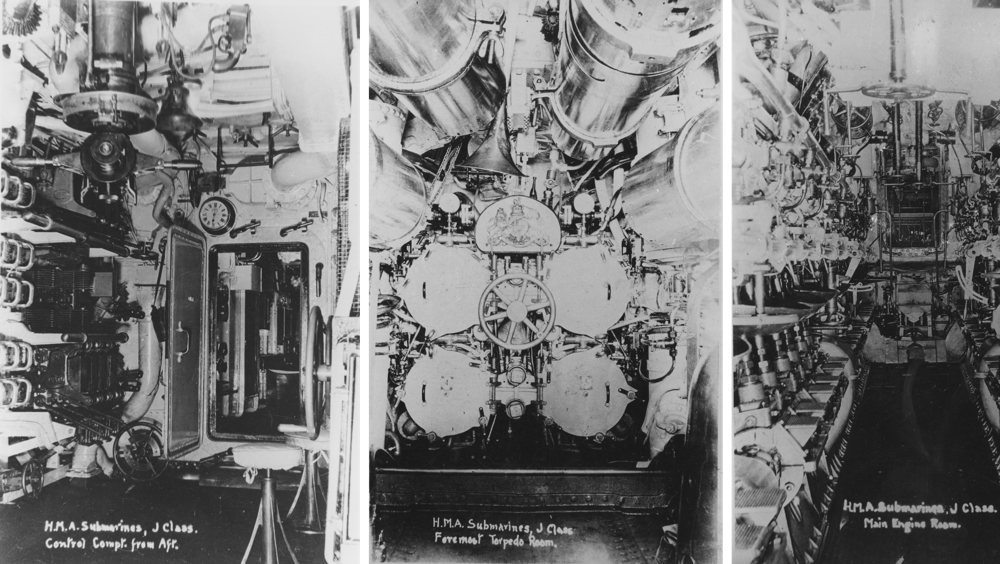 H.M.A. Submarines, J Class.
Control Compt. from Aft.
H.M.A. Submarines, J Class
Foremost Torpedo Room.
H.M.A. Submarines, J Class.
Main Engine Room.